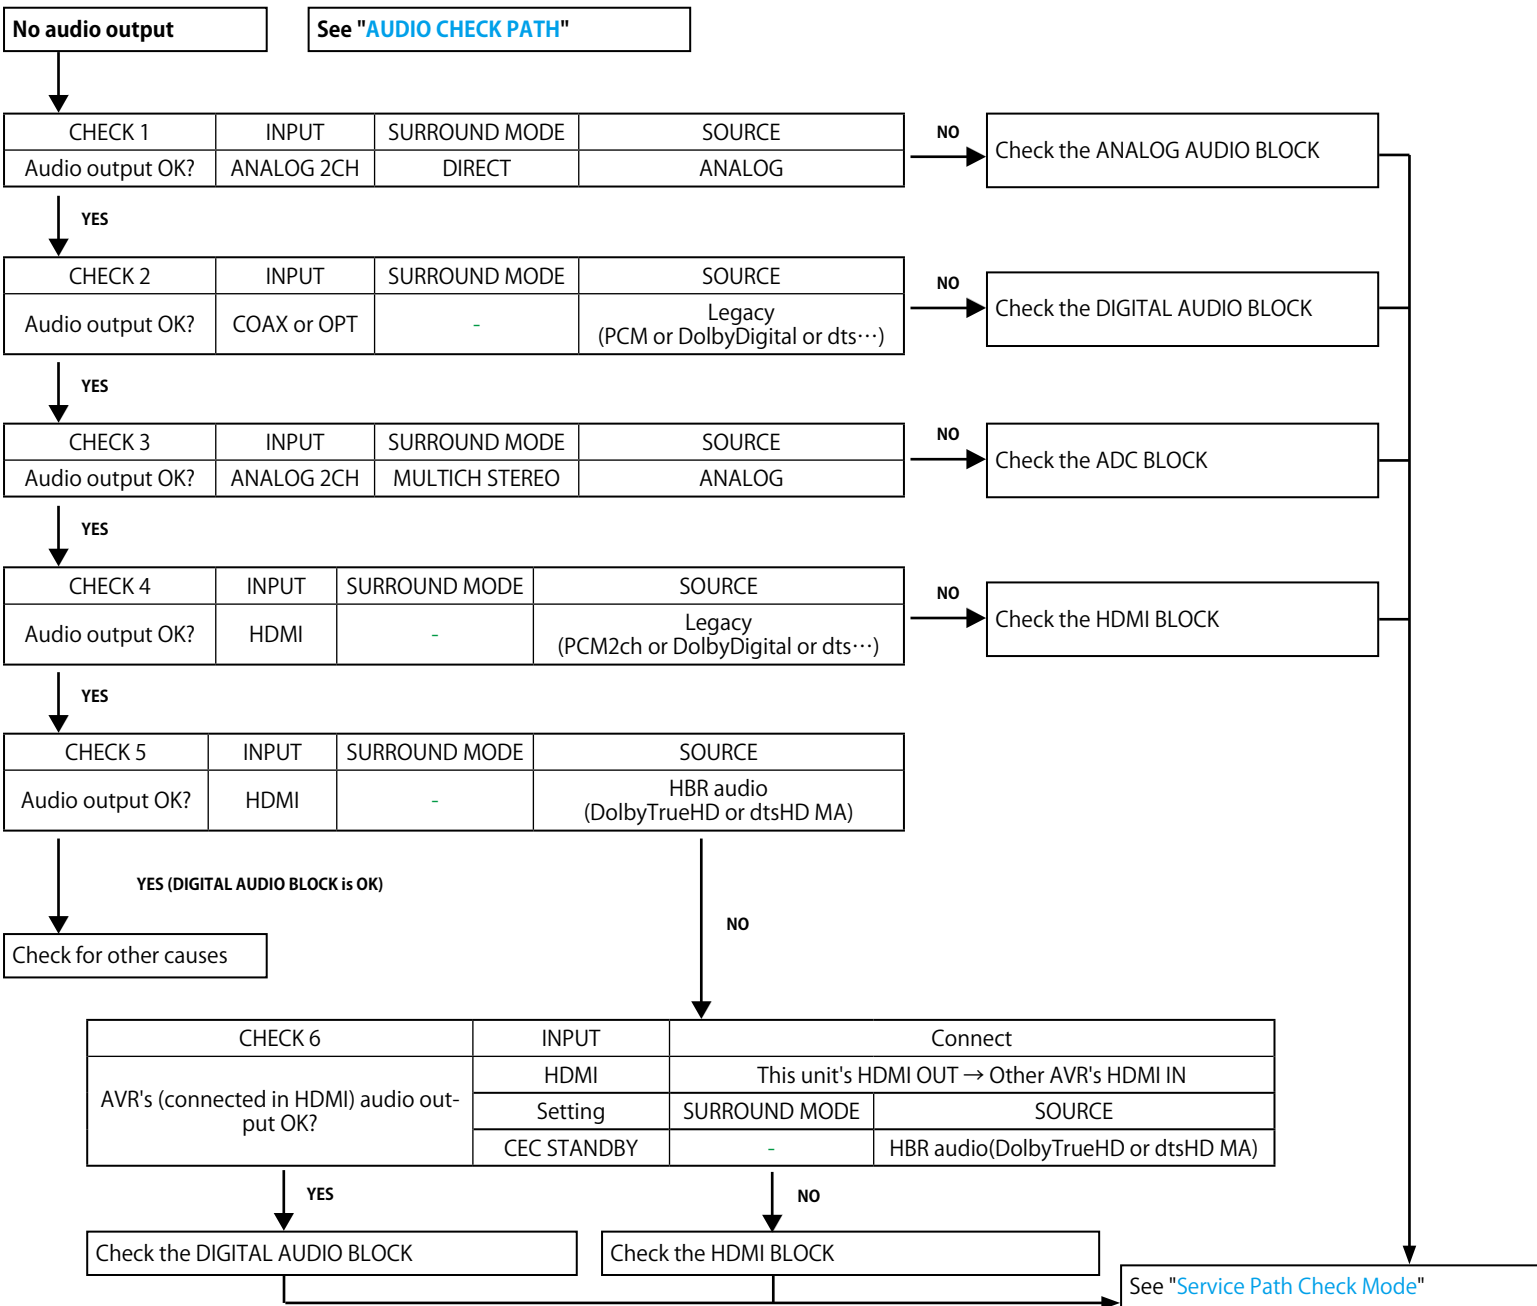 No audio output
See "AUDIO CHECK PATH"
CHECK 1 INPUT SURROUND MODE SOURCE
Audio output OK? ANALOG 2CH DIRECT ANALOG
NO
Check the ANALOG AUDIO BLOCK
YES
CHECK 2 INPUT SURROUND MODE SOURCE
Audio output OK? COAX or OPT - Legacy
(PCM or DolbyDigital or dts…)
NO
Check the DIGITAL AUDIO BLOCK
YES
CHECK 3 INPUT SURROUND MODE SOURCE
Audio output OK? ANALOG 2CH MULTICH STEREO ANALOG
NO
Check the ADC BLOCK
YES
CHECK 4 INPUT SURROUND MODE SOURCE
Audio output OK? HDMI - Legacy
(PCM2ch or DolbyDigital or dts…)
NO
Check the HDMI BLOCK
YES
CHECK 5 INPUT SURROUND MODE SOURCE
Audio output OK? HDMI - HBR audio
(DolbyTrueHD or dtsHD MA)
YES (DIGITAL AUDIO BLOCK is OK)
NO
Check for other causes
CHECK 6 INPUT Connect
HDMI This unit's HDMI OUT → Other AVR's HDMI IN
AVR's (connected in HDMI) audio out-
put OK?
Setting SURROUND MODE SOURCE
CEC STANDBY - HBR audio(DolbyTrueHD or dtsHD MA)
YES
NO
Check the DIGITAL AUDIO BLOCK
Check the HDMI BLOCK
See "Service Path Check Mode"